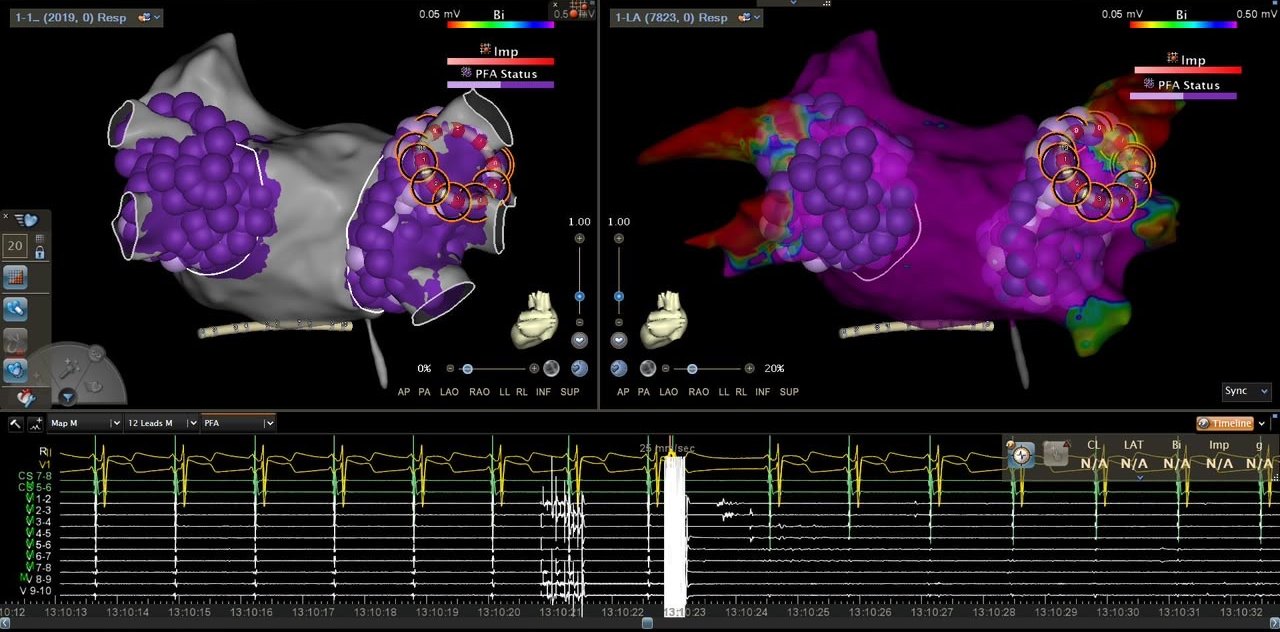 1-1... (2019, 0) Resp
0.05 mV Bi 0.5
Imp
PFA Status
1.00
0%
AP PA LAO RAO LL RL INF SUP
20
1-LA (7823, 0) Resp
0.05 mV Bi 0.50 mV
Imp
PFA Status
1.00
20%
AP PA LAO RAO LL RL INF SUP
Sync
Map M 12 Leads M PFA
Timeline
25 mm/sec
CL LAT Bi Imp
N/A N/A N/A N/A N/A
V1
CS 7-8
CS 5-6
1-2
2-3
3-4
4-5
5-6
6-7
7-8
V 8-9
V 9-10
13:10:13 13:10:14 13:10:15 13:10:16 13:10:17 13:10:18 13:10:19 13:10:20 13:10:21 13:10:22 13:10:23 13:10:24 13:10:25 13:10:26 13:10:27 13:10:28 13:10:29 13:10:30 13:10:31 13:10:32